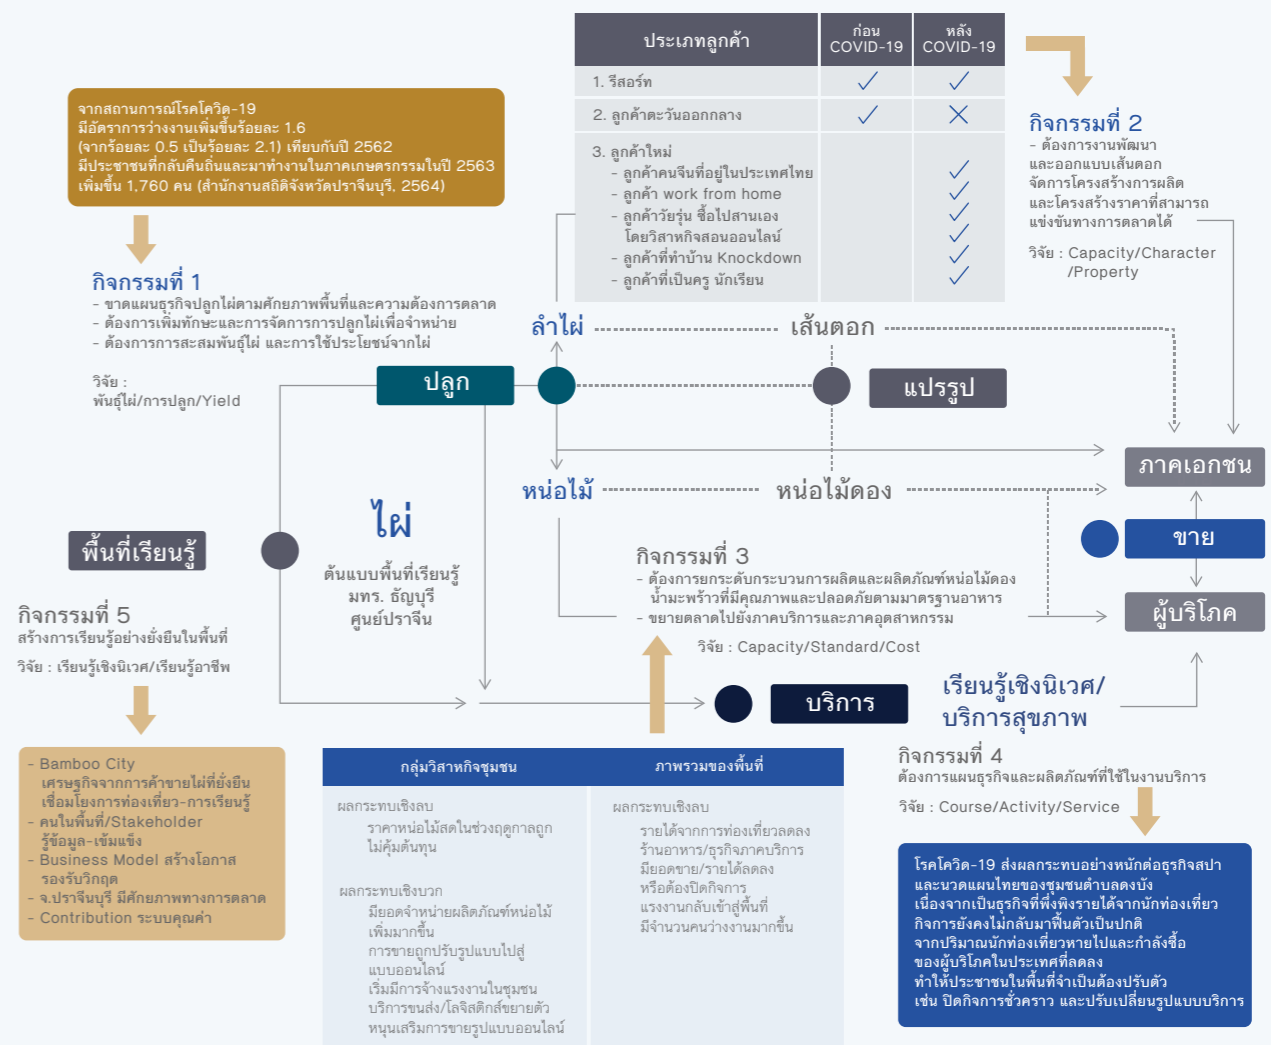 ประเภทลูกค้า
ก่อน
COVID-19
หลัง
COVID-19
1. รีสอร์ท
2. ลูกค้าตะวันออกกลาง
3. ลูกค้าใหม่
- ลูกค้าคนจีนที่อยู่ในประเทศไทย
- ลูกค้า work from home
- ลูกค้าวัยรุ่น ซื้อไปสานเอง
โดยวิสาหกิจสอนออนไลน์
- ลูกค้าที่ทำบ้าน Knockdown
- ลูกค้าที่เป็นครู นักเรียน
จากสถานการณ์โรคโควิด-19
มีอัตราการว่างงานเพิ่มขึ้นร้อยละ 1.6
(จากร้อยละ 0.5 เป็นร้อยละ 2.1) เทียบกับปี 2562
มีประชาชนที่กลับคืนถิ่นและมาทำงานในภาคเกษตรกรรมในปี 2563
เพิ่มขึ้น 1,760 คน (สำนักงานสถิติจังหวัดปราจีนบุรี, 2564)
กิจกรรมที่ 1
- ขาดแผนธุรกิจปลูกไผ่ตามศักยภาพพื้นที่และความต้องการตลาด
- ต้องการเพิ่มทักษะและการจัดการการปลูกไผ่เพื่อจำหน่าย
- ต้องการการสะสมพันธุ์ไผ่ และการใช้ประโยชน์จากไผ่
วิจัย :
พันธุ์ไผ่/การปลูก/Yield
กิจกรรมที่ 2
- ต้องการงานพัฒนา
และออกแบบเส้นตอก
จัดการโครงสร้างการผลิต
และโครงสร้างราคาที่สามารถ
แข่งขันทางการตลาดได้
วิจัย : Capacity/Character
/Property
ลำไผ่
เส้นตอก
ปลูก
แปรรูป
หน่อไม้
หน่อไม้ดอง
ภาคเอกชน
ขาย
ผู้บริโภค
พื้นที่เรียนรู้
ไผ่
ต้นแบบพื้นที่เรียนรู้
มทร. ธัญบุรี
ศูนย์ปราจีน
กิจกรรมที่ 3
- ต้องการยกระดับกระบวนการผลิตและผลิตภัณฑ์หน่อไม้ดอง
น้ำมะพร้าวที่มีคุณภาพและปลอดภัยตามมาตรฐานอาหาร
- ขยายตลาดไปยังภาคบริการและภาคอุตสาหกรรม
วิจัย : Capacity/Standard/Cost
กิจกรรมที่ 5
สร้างการเรียนรู้อย่างยั่งยืนในพื้นที่
วิจัย : เรียนรู้เชิงนิเวศ/เรียนรู้อาชีพ
บริการ
เรียนรู้เชิงนิเวศ/
บริการสุขภาพ
กิจกรรมที่ 4
ต้องการแผนธุรกิจและผลิตภัณฑ์ที่ใช้ในงานบริการ
วิจัย : Course/Activity/Service
- Bamboo City
เศรษฐกิจจากการค้าขายไผ่ที่ยั่งยืน
เชื่อมโยงการท่องเที่ยว-การเรียนรู้
- คนในพื้นที่/Stakeholder
รู้ข้อมูล-เข้มแข็ง
- Business Model สร้างโอกาส
รองรับวิกฤต
- จ.ปราจีนบุรี มีศักยภาพทางการตลาด
- Contribution ระบบคุณค่า
กลุ่มวิสาหกิจชุมชน
ผลกระทบเชิงลบ
ราคาหน่อไม้สดในช่วงฤดูกาลถูก
ไม่คุ้มต้นทุน
ผลกระทบเชิงบวก
มียอดจำหน่ายผลิตภัณฑ์หน่อไม้
เพิ่มมากขึ้น
การขายถูกปรับรูปแบบไปสู่
แบบออนไลน์
เริ่มมีการจ้างแรงงานในชุมชน
บริการขนส่ง/โลจิสติกส์ขยายตัว
หนุนเสริมการขายรูปแบบออนไลน์
ภาพรวมของพื้นที่
ผลกระทบเชิงลบ
รายได้จากการท่องเที่ยวลดลง
ร้านอาหาร/ธุรกิจภาคบริการ
มียอดขาย/รายได้ลดลง
หรือต้องปิดกิจการ
แรงงานกลับเข้าสู่พื้นที่
มีจำนวนคนว่างงานมากขึ้น
โรคโควิด-19 ส่งผลกระทบอย่างหนักต่อธุรกิจสปา
และนวดแผนไทยของชุมชนตำบลดงบัง
เนื่องจากเป็นธุรกิจที่พึ่งพิงรายได้จากนักท่องเที่ยว
กิจการยังคงไม่กลับมาฟื้นตัวเป็นปกติ
จากปริมาณนักท่องเที่ยวหายไปและกำลังซื้อ
ของผู้บริโภคในประเทศที่ลดลง
ทำให้ประชาชนในพื้นที่จำเป็นต้องปรับตัว
เช่น ปิดกิจการชั่วคราว และปรับเปลี่ยนรูปแบบบริการ